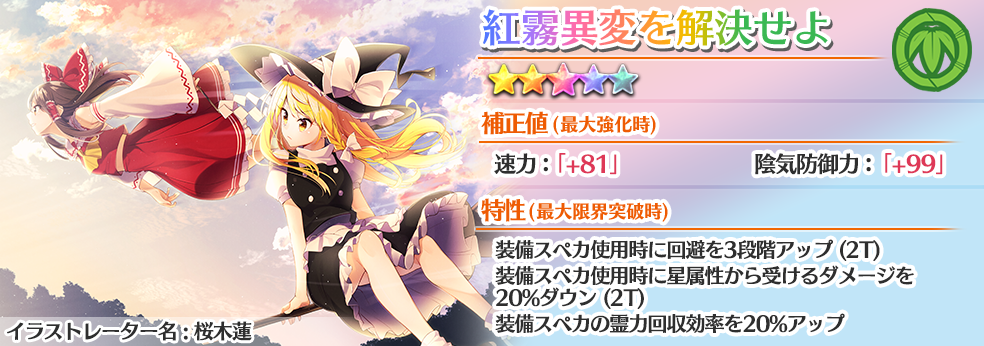 紅霧異変を解決せよ
補正値 (最大強化時)
速力：「+81」 陰気防御力：「+99」
特性 (最大限界突破時)
装備スペカ使用時に回避を3段階アップ (2T)
装備スペカ使用時に星属性から受けるダメージを
20%ダウン (2T)
装備スペカの霊力回収効率を20%アップ
イラストレーター名 : 桜木蓮